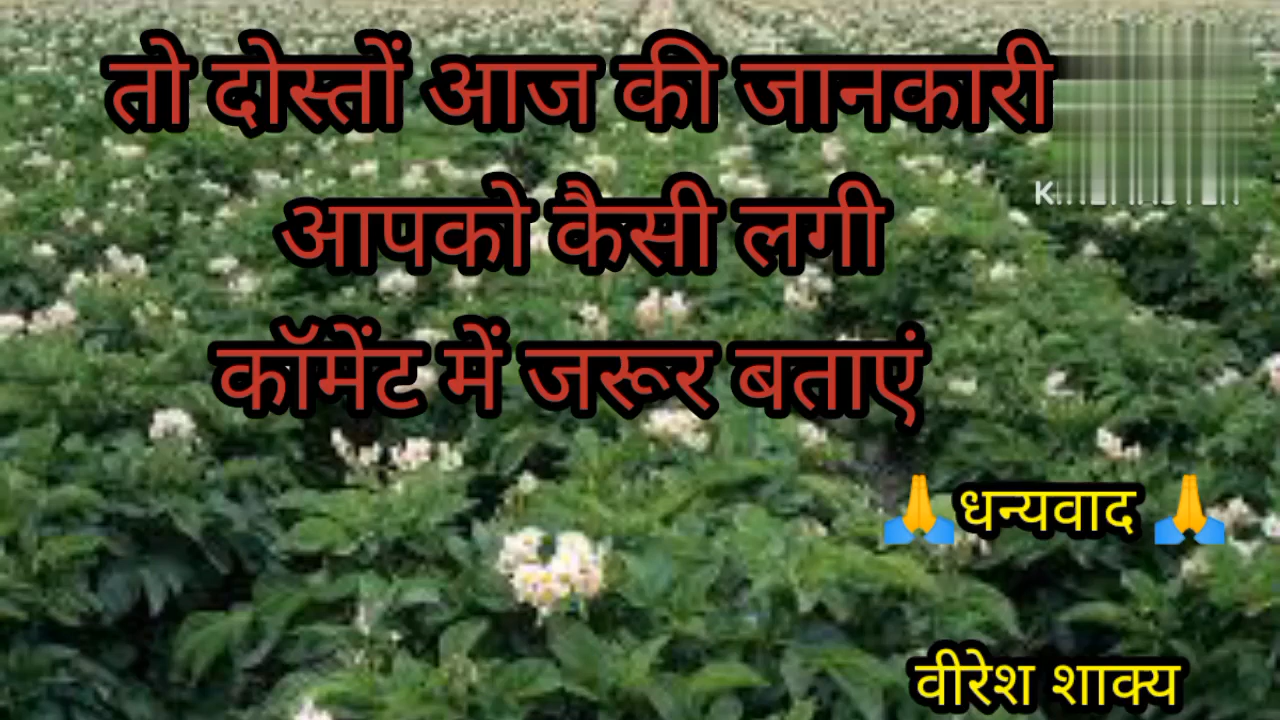 तो दोस्तों आज की जानकारी
आपको कैसी लगी
कॉमेंट में जरूर बताएं
🙏धन्यवाद 🙏
वीरेश शाक्य